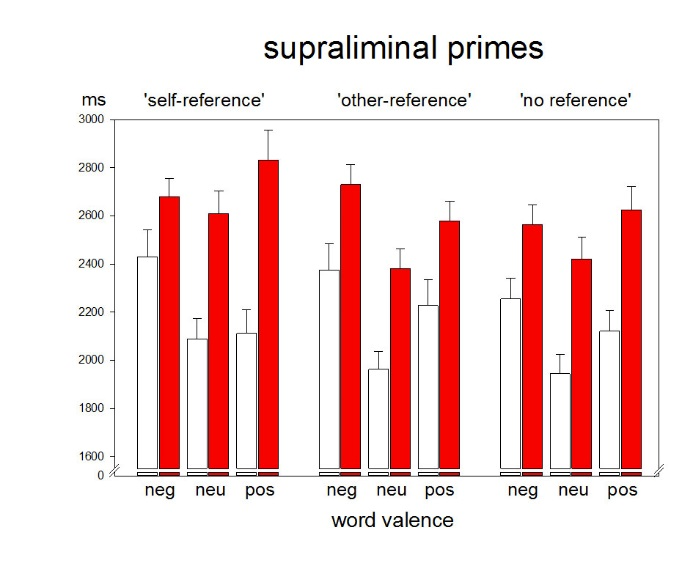 supraliminal primes
ms 'self-reference' 'other-reference' 'no reference'
3000
2800
2600
2400
2200
2000
1800
1600
0
neg neu pos neg neu pos neg neu pos
word valence